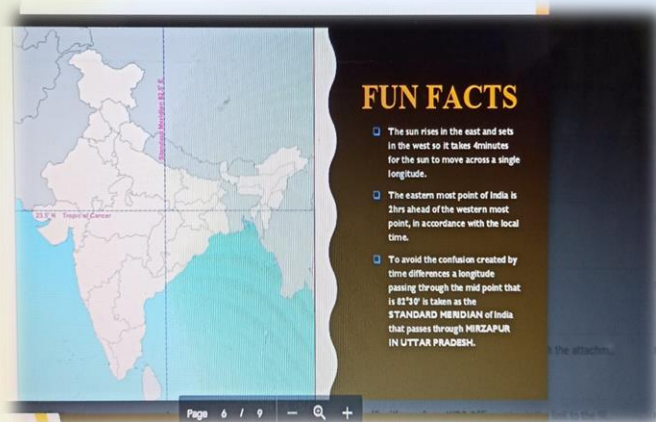 Standard Meridian 82.5° E
23.5° N Tropic of Cancer
FUN FACTS
The sun rises in the east and sets
in the west so it takes 4minutes
for the sun to move across a single
longitude.
The eastern most point of India is
2hrs ahead of the western most
point, in accordance with the local
time.
To avoid the confusion created by
time differences a longitude
passing through the mid point that
is 82°30' is taken as the
STANDARD MERIDIAN of India
that passes through MIRZAPUR
IN UTTAR PRADESH.
the attachm
Page 6 / 9